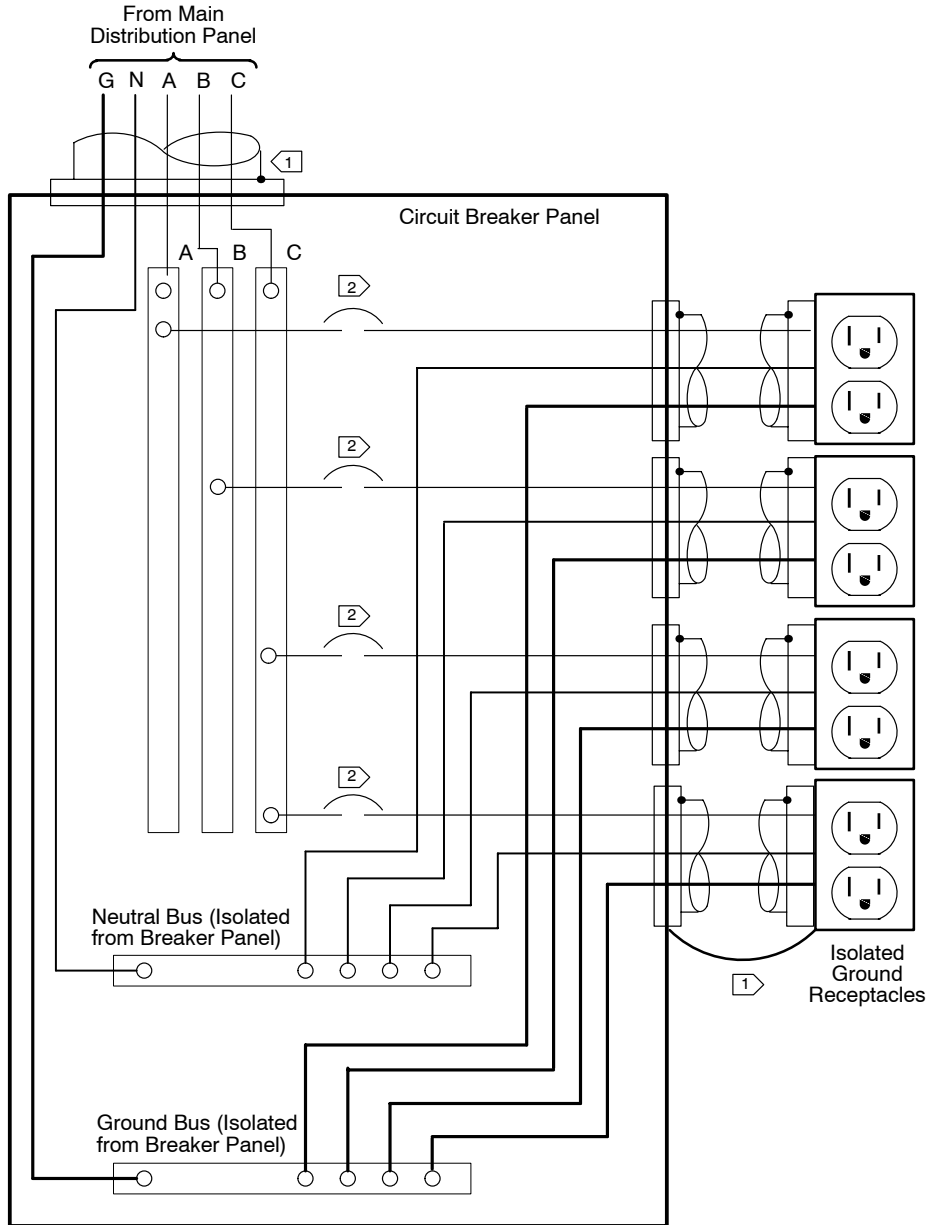 From Main
Distribution Panel
G N A B C
1
Circuit Breaker Panel
A B C
2
2
2
2
Neutral Bus (Isolated
from Breaker Panel)
Isolated
Ground
Receptacles
1
Ground Bus (Isolated
from Breaker Panel)